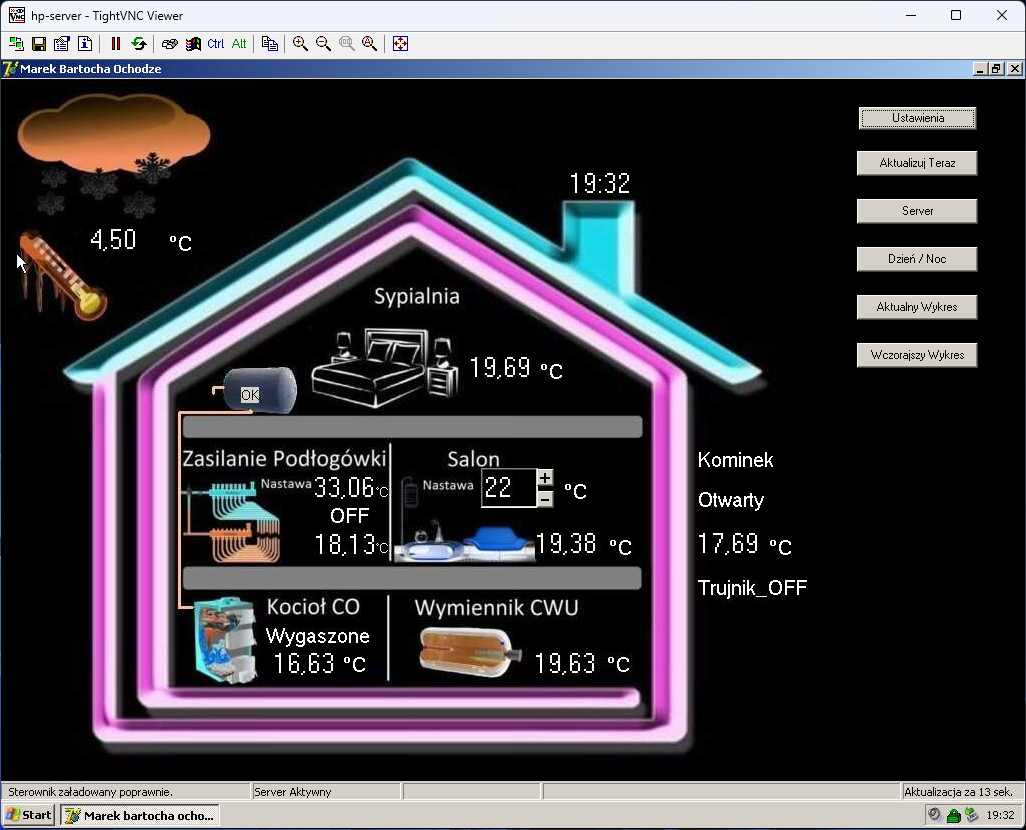 hp-server - TightVNC Viewer
Ctrl Alt
Marek Bartocha Ochodze
Ustawienia
Aktualizuj Teraz
Server
Dzień / Noc
Aktualny Wykres
Wczorajszy Wykres
19:32
4,50 °C
Sypialnia
19,69 °C
OK
Zasilanie Podłogówki
Nastawa 33,06 °C
OFF
18,13 °C
Salon
Nastawa 22 + - °C
19,38 °C
Kominek
Otwarty
17,69 °C
Trujnik_OFF
Kocioł CO
Wygaszone
16,63 °C
Wymiennik CWU
19,63 °C
Sterownik załadowany poprawnie.
Server Aktywny
Aktualizacja za 13 sek.
Start
Marek bartocha ocho...
19:32